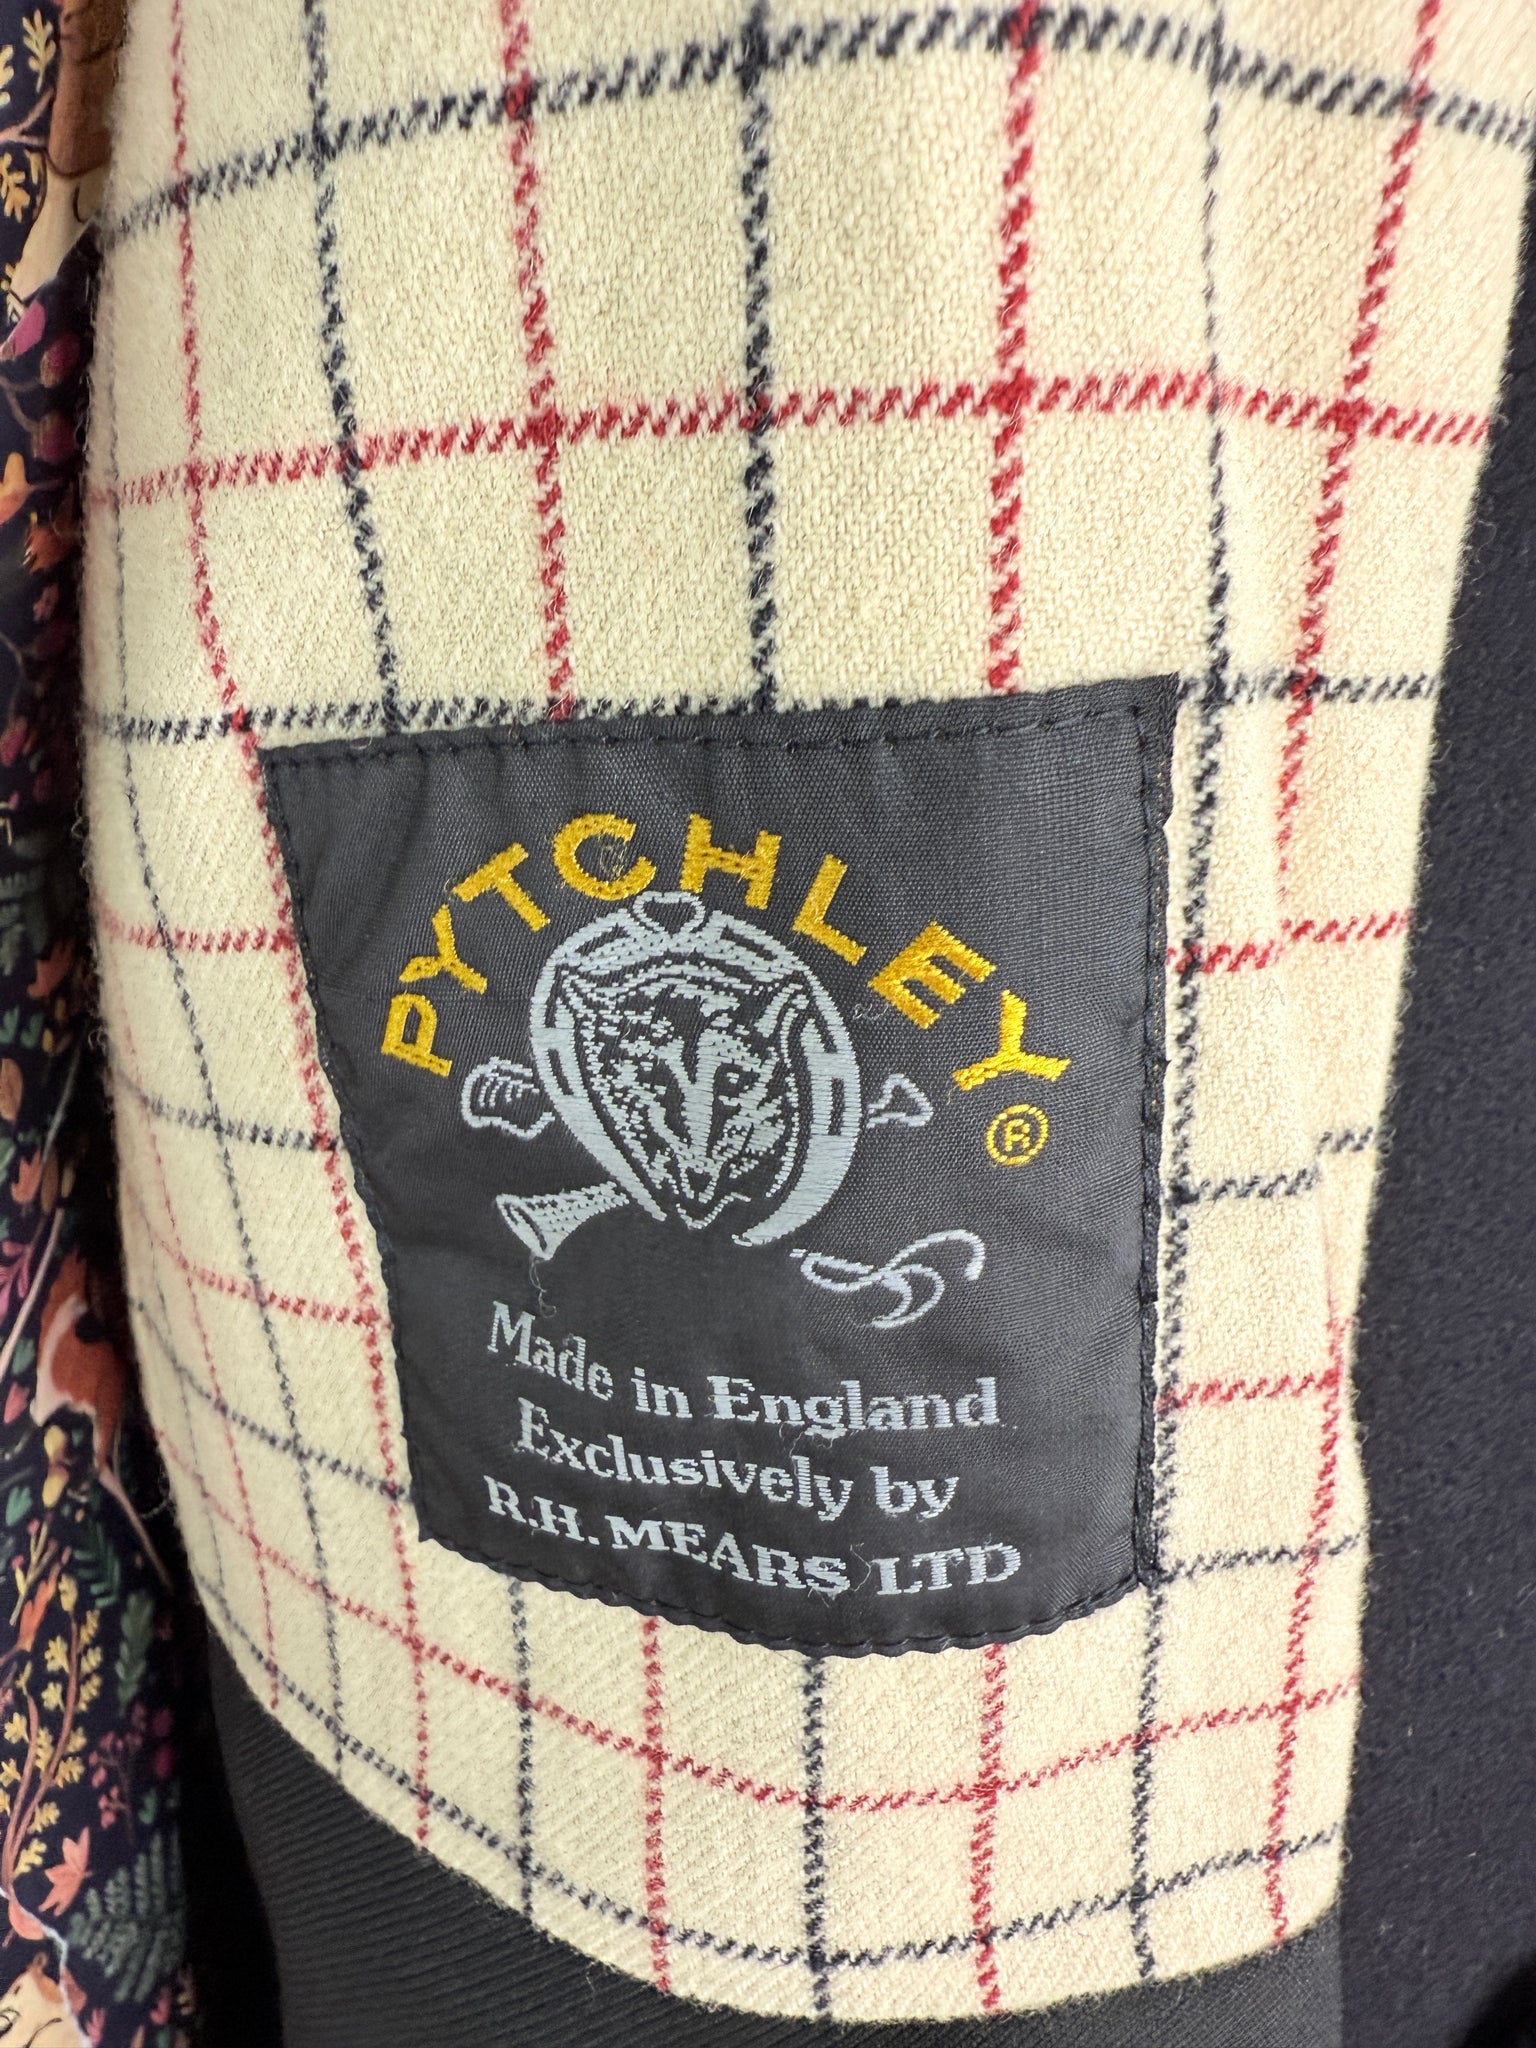 PYTCHLEY®
Made in England
Exclusively by
R.H. MEARS LTD